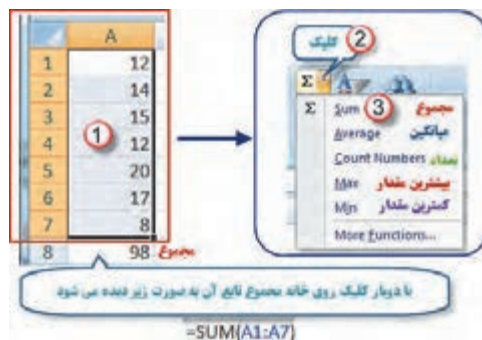 A
1 12
2 14
3 15
4 12
5 20
6 17
7 8
8 98 مجموع
1
کلیک 2
Σ
Σ Sum 3 مجموع
Average میانگین
Count Numbers تعداد
Max بیشترین مقدار
Min کمترین مقدار
More Functions...
با دوبار کلیک روی خانه مجموع تابع آن به صورت زیر دیده می شود
=SUM(A1:A7)